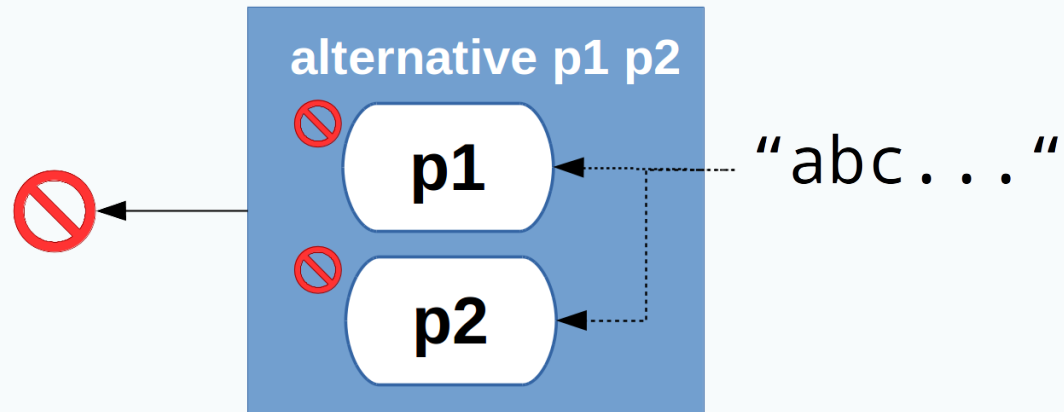 alternative p1 p2
p1
“abc...“
p2